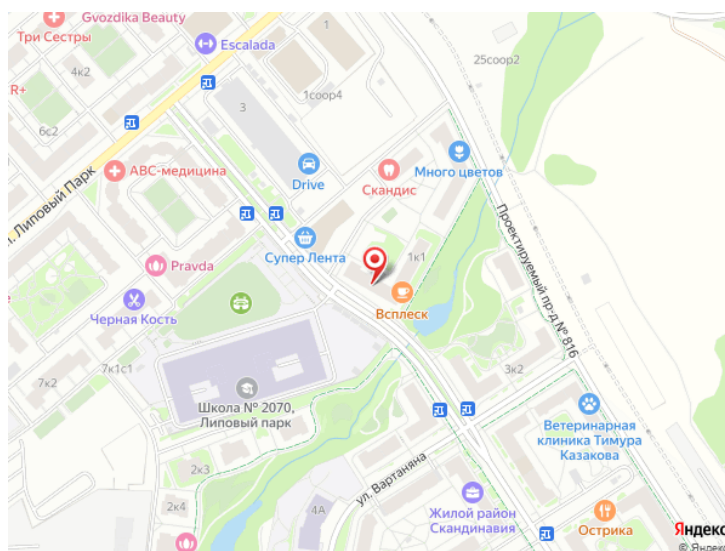 Gvozdika Beauty
Три Сестры
Escalada
4к2
1
25соор2
1соор4
R+
6с2
3
ABC-медицина
Drive
Скандис
Много цветов
Липовый Парк
Супер Лента
1к1
Pravda
Всплеск
Черная Кость
Проектируемый пр-д № 816
7к2
7к1с1
3к2
Школа № 2070,
Липовый парк
Ветеринарная
клиника Тимура
Казакова
2к3
ул. Вартаняна
2к4
4А
Жилой район
Скандинавия
Острика
Яндекс